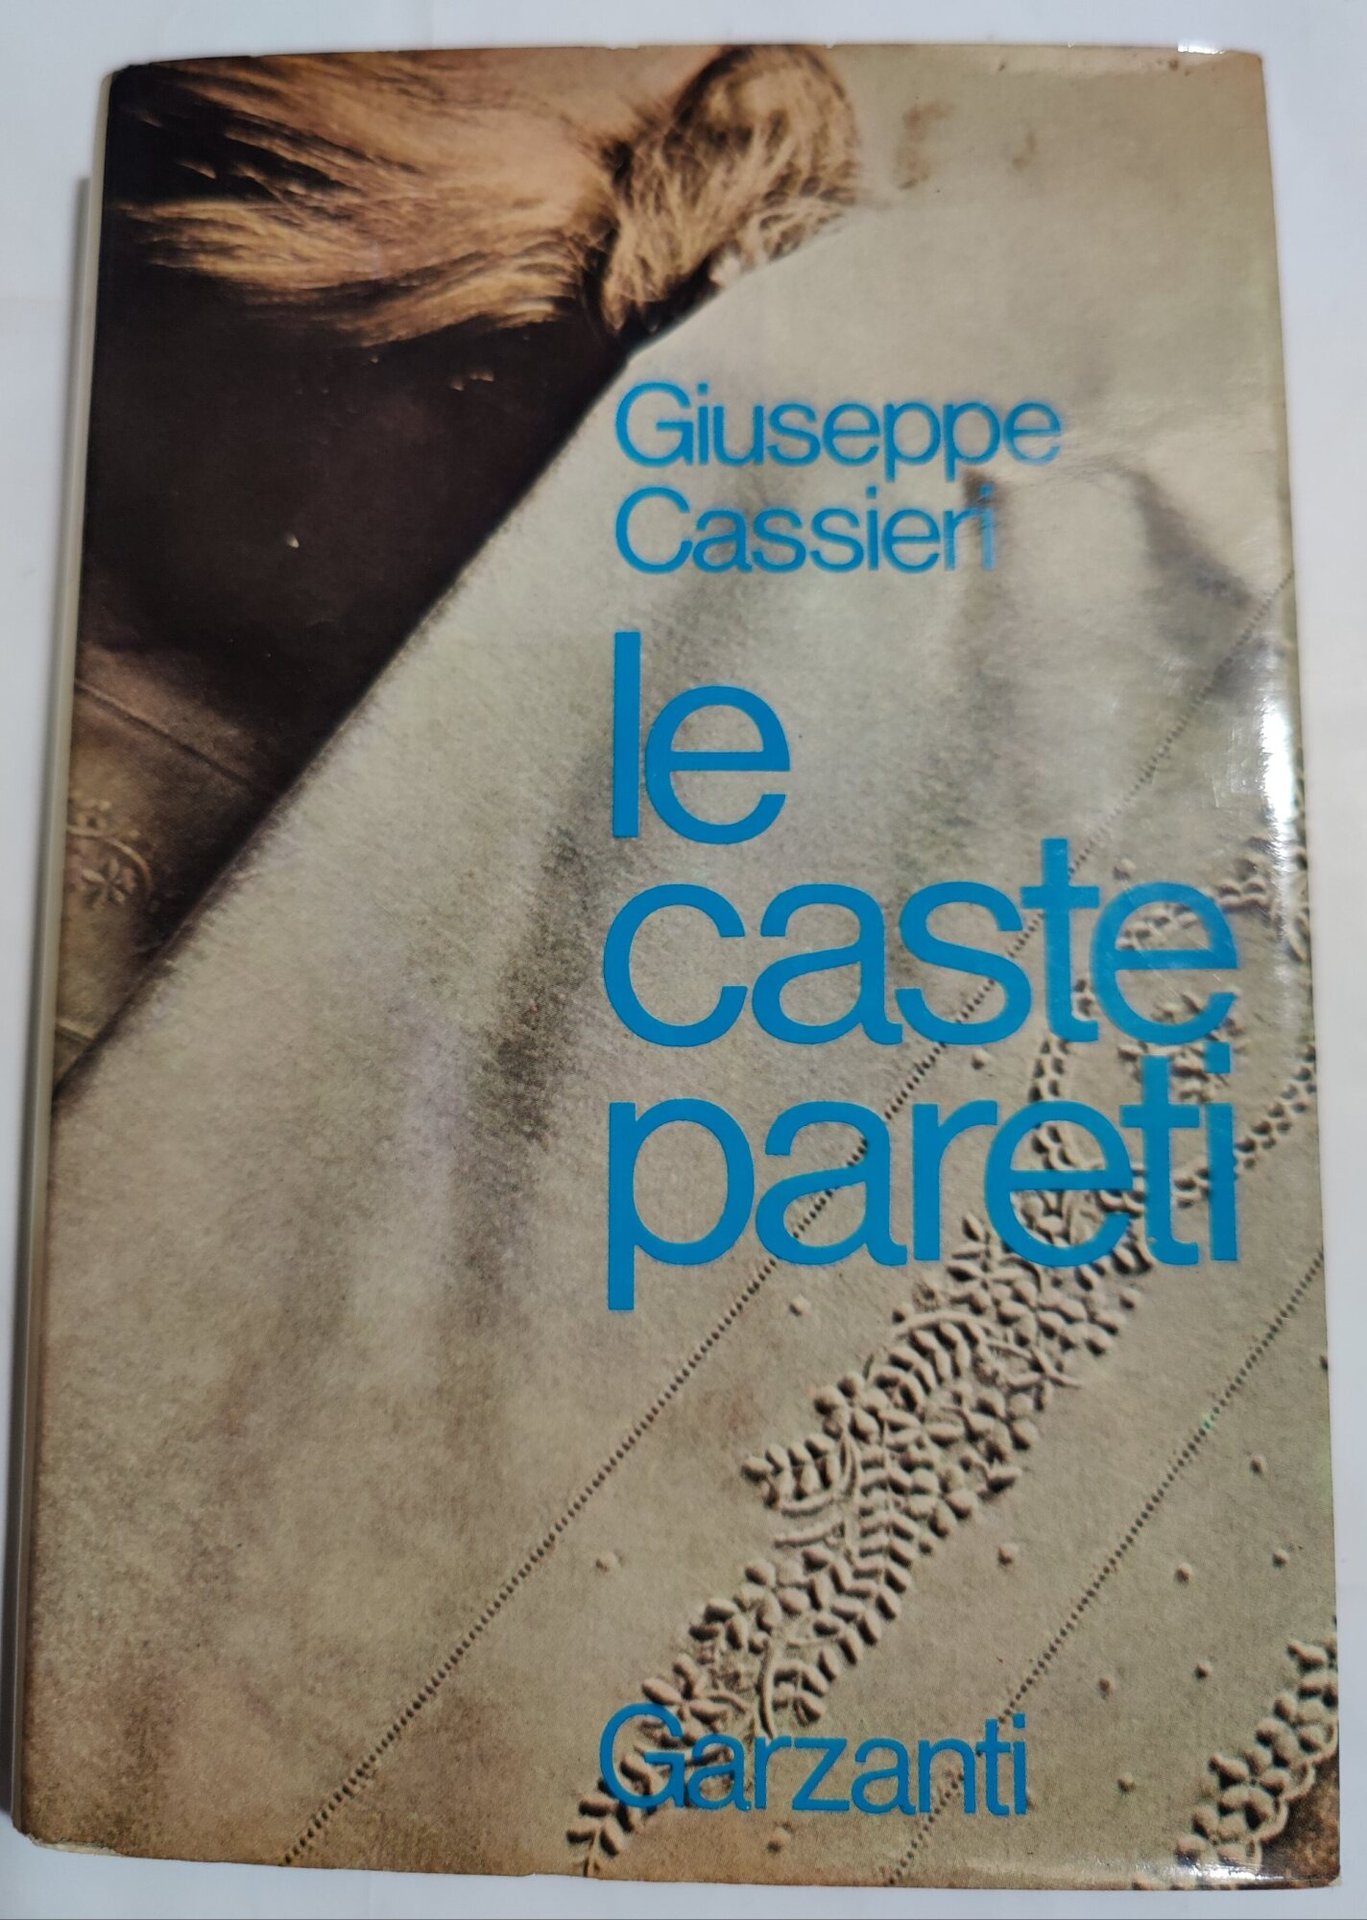 Giuseppe
Cassieri
le
caste
pareti
Garzanti